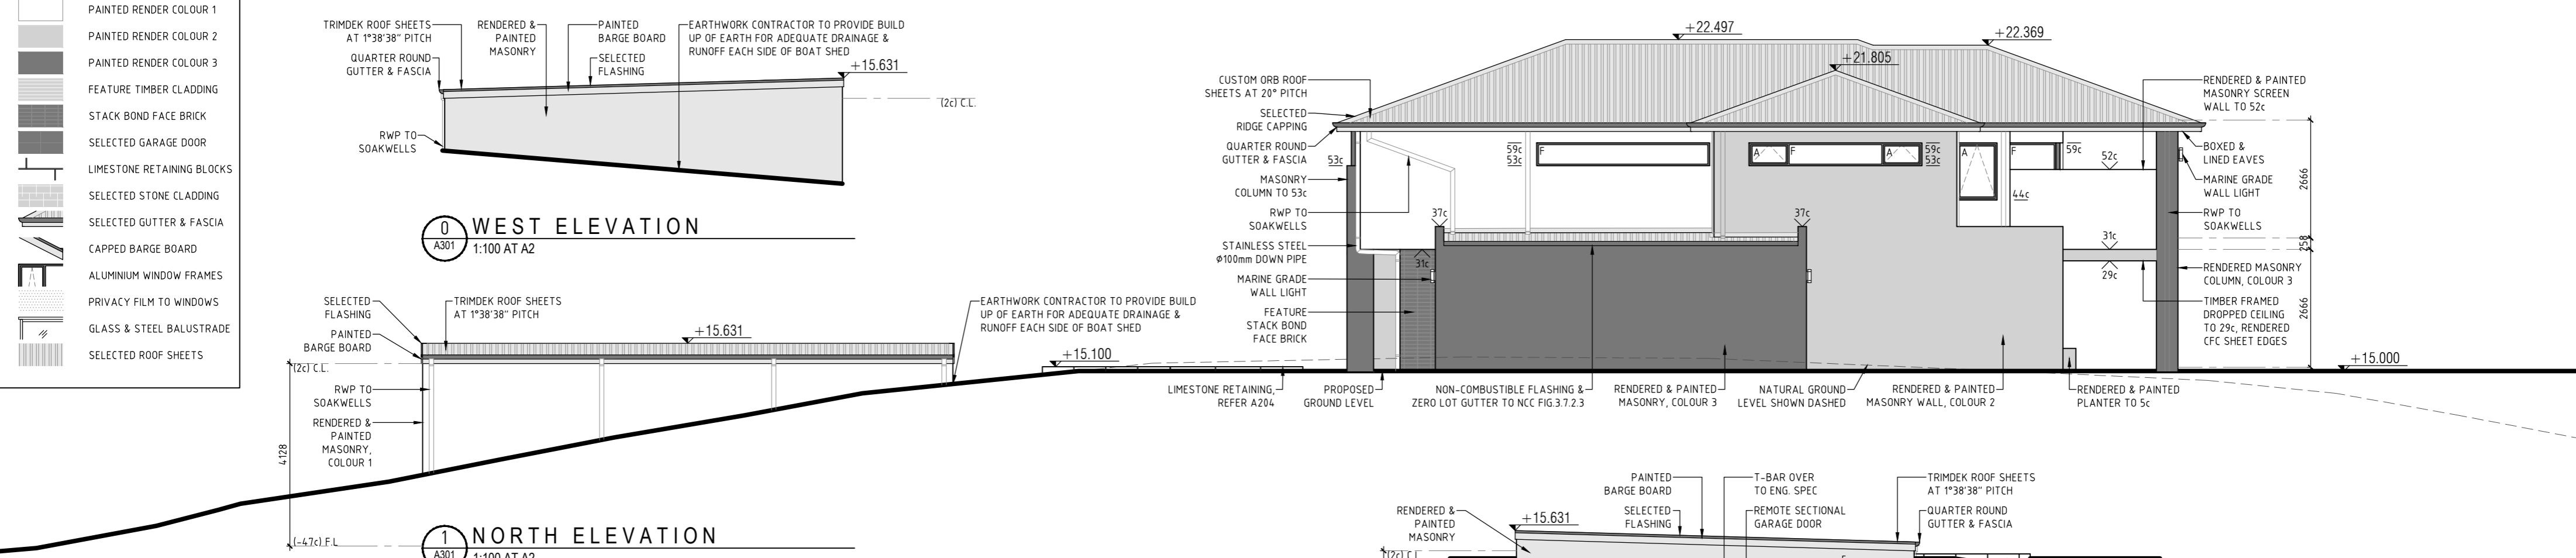 PAINTED RENDER COLOUR 1
PAINTED RENDER COLOUR 2
PAINTED RENDER COLOUR 3
FEATURE TIMBER CLADDING
STACK BOND FACE BRICK
SELECTED GARAGE DOOR
LIMESTONE RETAINING BLOCKS
SELECTED STONE CLADDING
SELECTED GUTTER & FASCIA
CAPPED BARGE BOARD
ALUMINIUM WINDOW FRAMES
PRIVACY FILM TO WINDOWS
GLASS & STEEL BALUSTRADE
SELECTED ROOF SHEETS
TRIMDEK ROOF SHEETS
AT 1°38'38" PITCH
QUARTER ROUND
GUTTER & FASCIA
RENDERED &
PAINTED
MASONRY
PAINTED
BARGE BOARD
SELECTED
FLASHING
EARTHWORK CONTRACTOR TO PROVIDE BUILD
UP OF EARTH FOR ADEQUATE DRAINAGE &
RUNOFF EACH SIDE OF BOAT SHED
+15.631
(2c) C.L.
RWP TO
SOAKWELLS
0
A301
WEST ELEVATION
1:100 AT A2
SELECTED
FLASHING
PAINTED
BARGE BOARD
TRIMDEK ROOF SHEETS
AT 1°38'38" PITCH
+15.631
EARTHWORK CONTRACTOR TO PROVIDE BUILD
UP OF EARTH FOR ADEQUATE DRAINAGE &
RUNOFF EACH SIDE OF BOAT SHED
(2c) C.L.
RWP TO
SOAKWELLS
RENDERED &
PAINTED
MASONRY,
COLOUR 1
4128
(-47c) F.L
1
A301
NORTH ELEVATION
1:100 AT A2
+22.497
+22.369
+21.805
CUSTOM ORB ROOF
SHEETS AT 20° PITCH
SELECTED
RIDGE CAPPING
QUARTER ROUND
GUTTER & FASCIA
53c
MASONRY
COLUMN TO 53c
RWP TO
SOAKWELLS
STAINLESS STEEL
Ø100mm DOWN PIPE
MARINE GRADE
WALL LIGHT
FEATURE
STACK BOND
FACE BRICK
59c
53c
F
A
F
A
59c
53c
A
F
59c
52c
44c
37c
37c
31c
31c
29c
RENDERED & PAINTED
MASONRY SCREEN
WALL TO 52c
BOXED &
LINED EAVES
MARINE GRADE
WALL LIGHT
RWP TO
SOAKWELLS
RENDERED MASONRY
COLUMN, COLOUR 3
TIMBER FRAMED
DROPPED CEILING
TO 29c, RENDERED
CFC SHEET EDGES
2666
258
2666
+15.100
+15.000
LIMESTONE RETAINING,
REFER A204
PROPOSED
GROUND LEVEL
NON-COMBUSTIBLE FLASHING &
ZERO LOT GUTTER TO NCC FIG.3.7.2.3
RENDERED & PAINTED
MASONRY, COLOUR 3
NATURAL GROUND
LEVEL SHOWN DASHED
RENDERED & PAINTED
MASONRY WALL, COLOUR 2
RENDERED & PAINTED
PLANTER TO 5c
RENDERED &
PAINTED
MASONRY
+15.631
PAINTED
BARGE BOARD
SELECTED
FLASHING
T-BAR OVER
TO ENG. SPEC
REMOTE SECTIONAL
GARAGE DOOR
TRIMDEK ROOF SHEETS
AT 1°38'38" PITCH
QUARTER ROUND
GUTTER & FASCIA
(2c) C.L